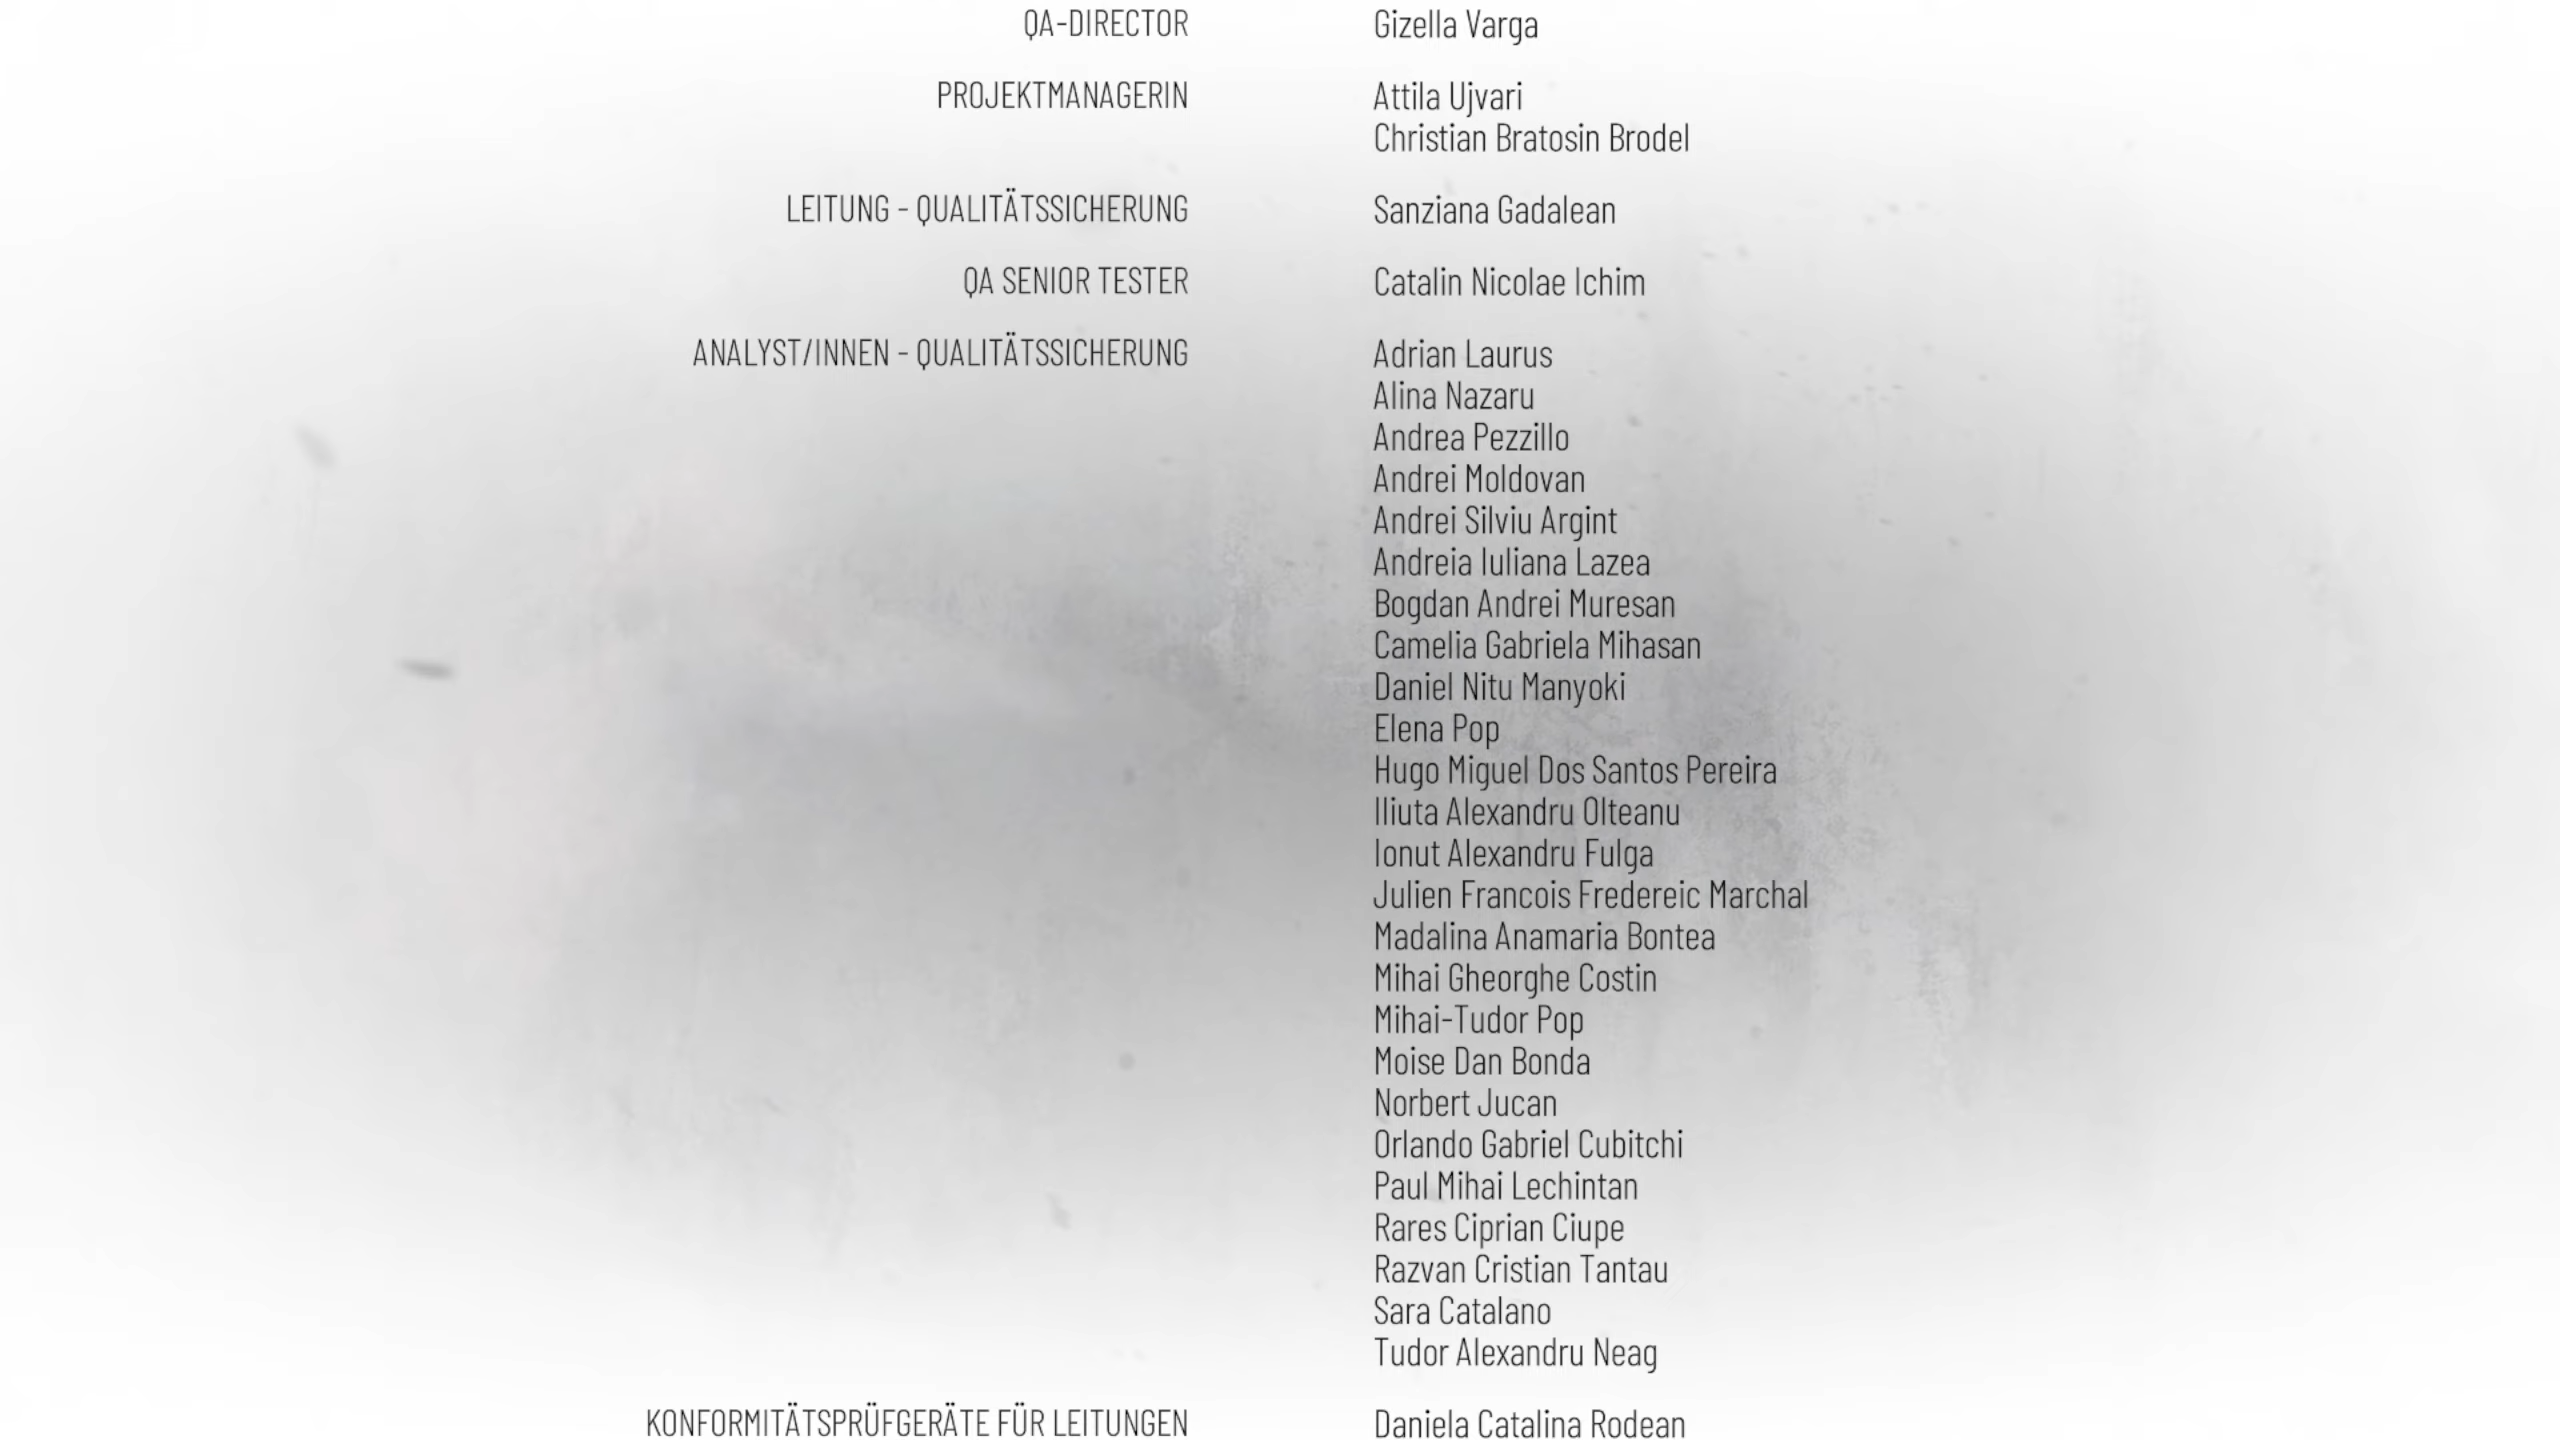 QA-DIRECTOR Gizella Varga
PROJEKTMANAGERIN Attila Ujvari
Christian Bratosin Brodel
LEITUNG - QUALITÄTSSICHERUNG Sanziana Gadalean
QA SENIOR TESTER Catalin Nicolae Ichim
ANALYST/INNEN - QUALITÄTSSICHERUNG Adrian Laurus
Alina Nazaru
Andrea Pezzillo
Andrei Moldovan
Andrei Silviu Argint
Andreia Iuliana Lazea
Bogdan Andrei Muresan
Camelia Gabriela Mihasan
Daniel Nitu Manyoki
Elena Pop
Hugo Miguel Dos Santos Pereira
Iliuta Alexandru Olteanu
Ionut Alexandru Fulga
Julien Francois Fredereic Marchal
Madalina Anamaria Bontea
Mihai Gheorghe Costin
Mihai-Tudor Pop
Moise Dan Bonda
Norbert Jucan
Orlando Gabriel Cubitchi
Paul Mihai Lechintan
Rares Ciprian Ciupe
Razvan Cristian Tantau
Sara Catalano
Tudor Alexandru Neag
KONFORMITÄTSPRÜFGERÄTE FÜR LEITUNGEN Daniela Catalina Rodean